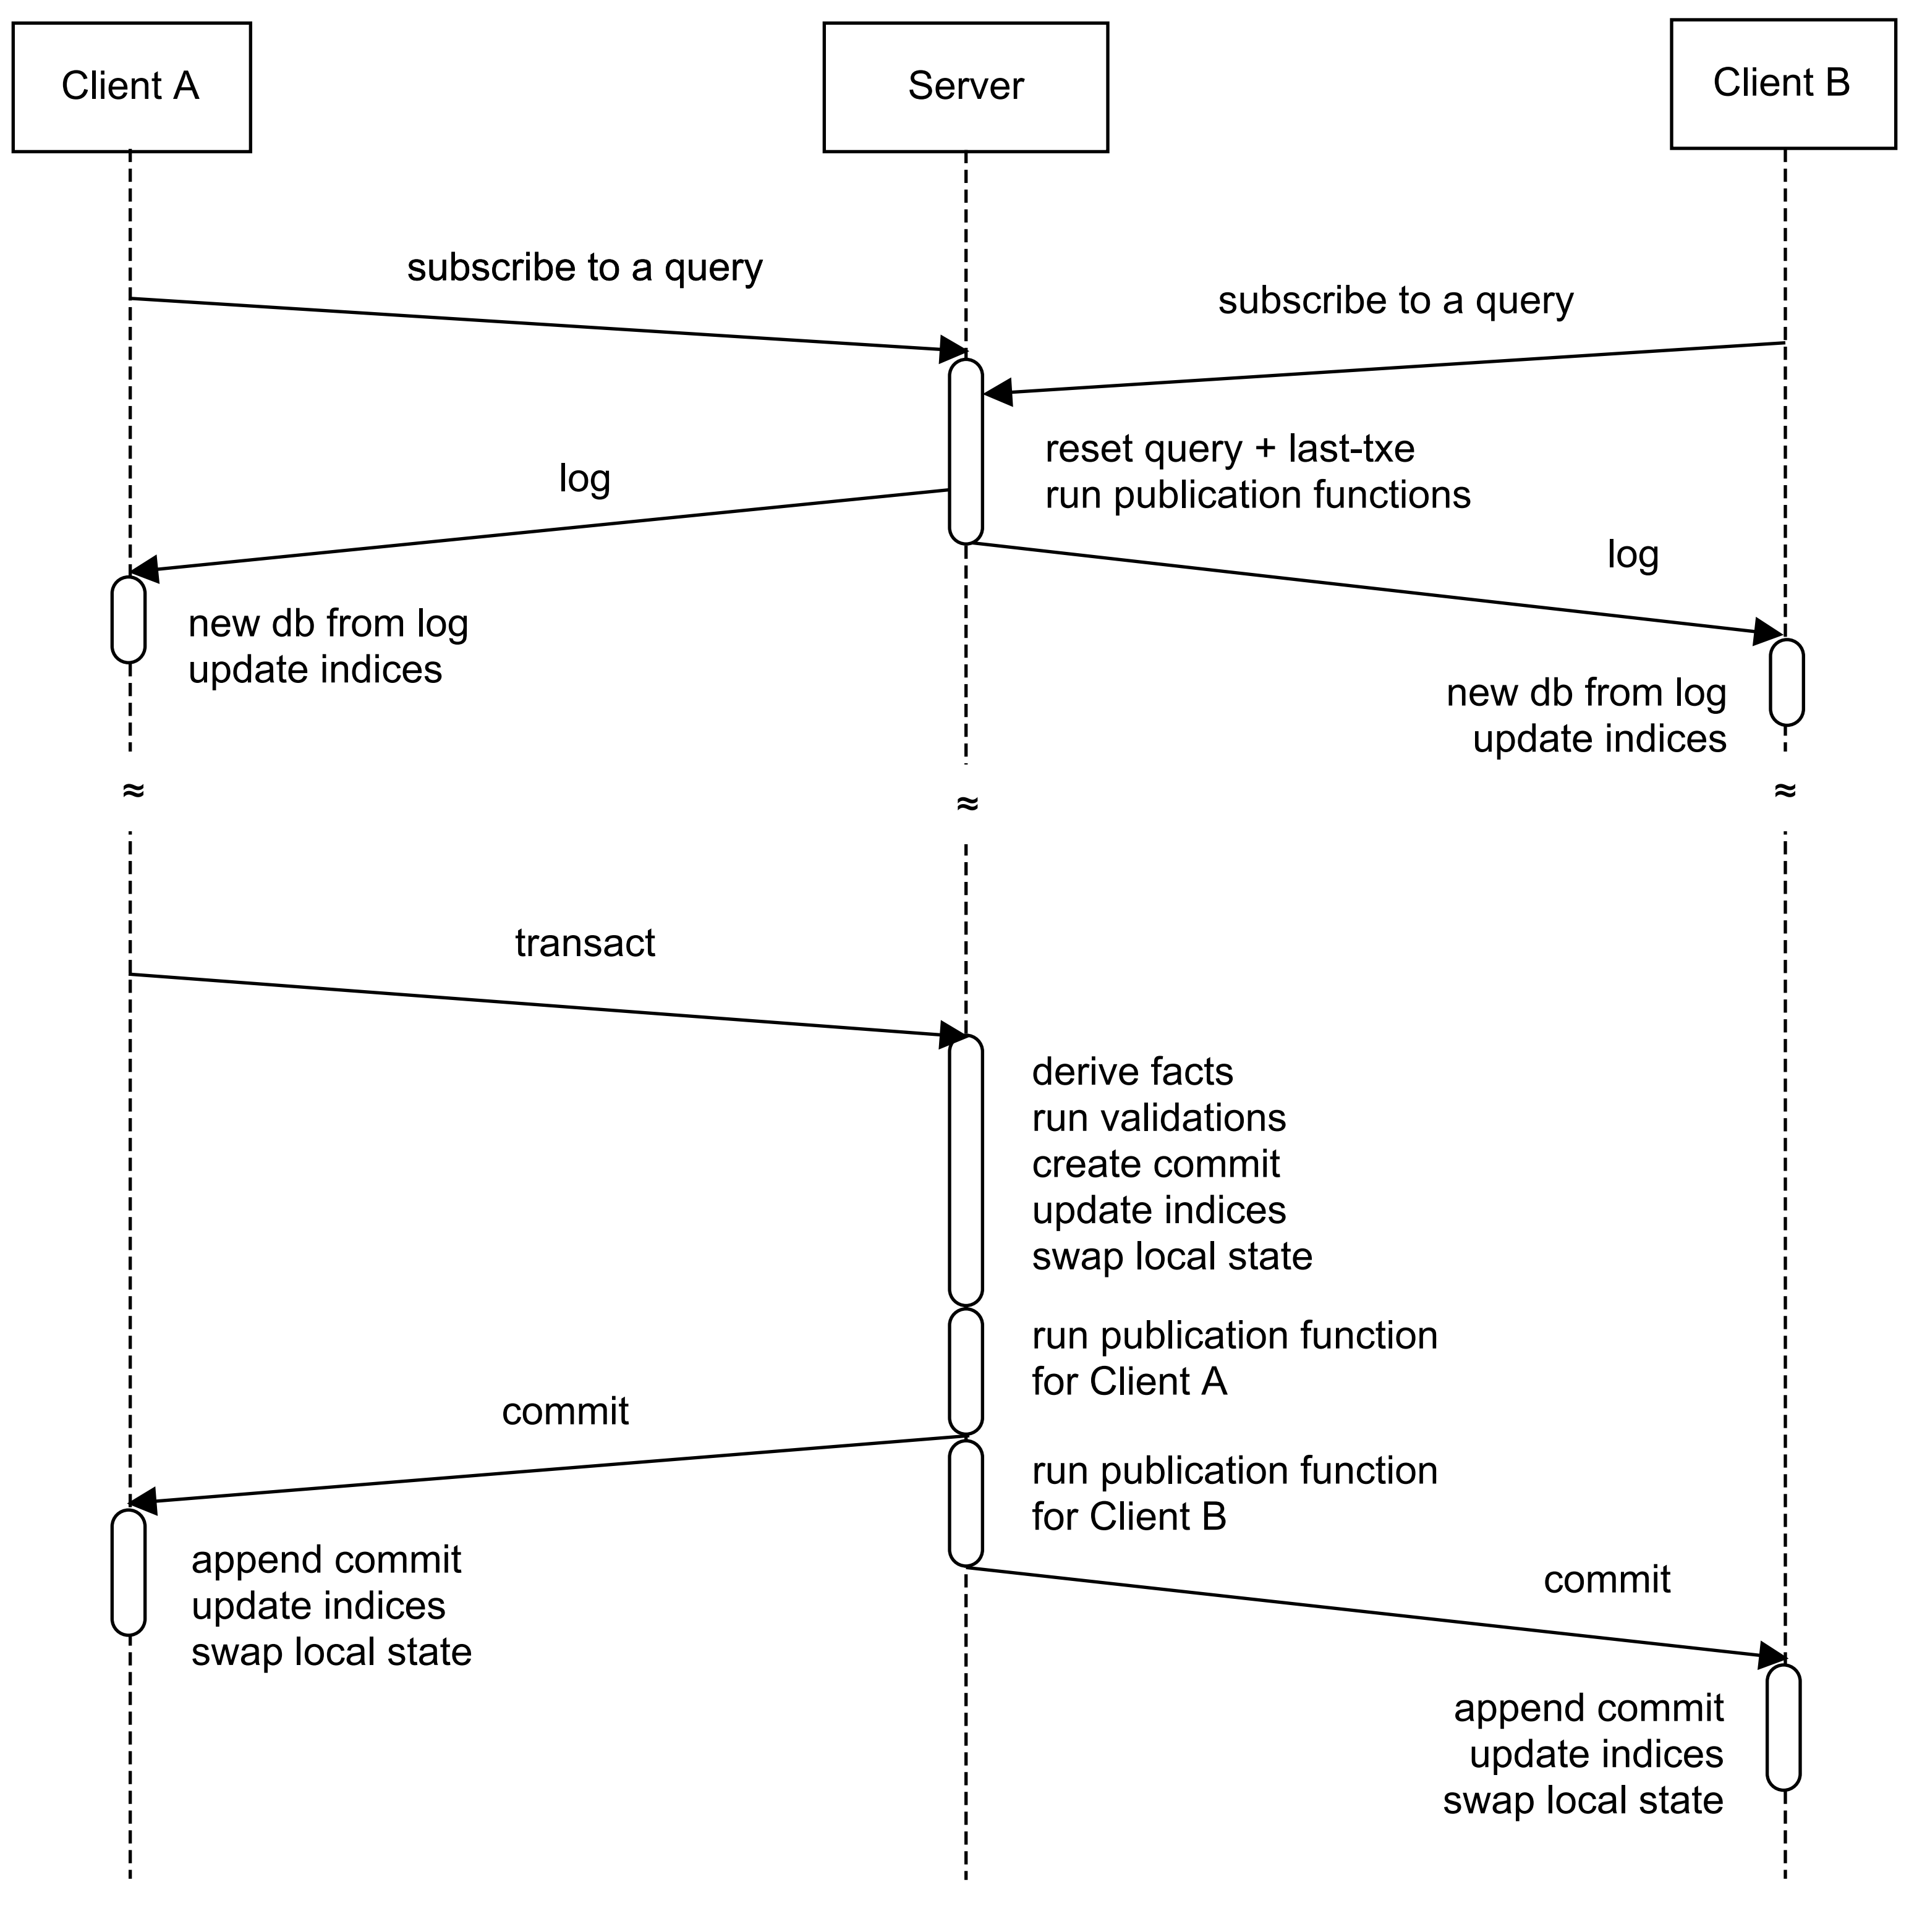 Client A
Server
Client B
subscribe to a query
subscribe to a query
reset query + last-txe
run publication functions
log
log
new db from log
update indices
new db from log
update indices
≈
≈
≈
transact
derive facts
run validations
create commit
update indices
swap local state
run publication function
for Client A
commit
run publication function
for Client B
append commit
update indices
swap local state
commit
append commit
update indices
swap local state